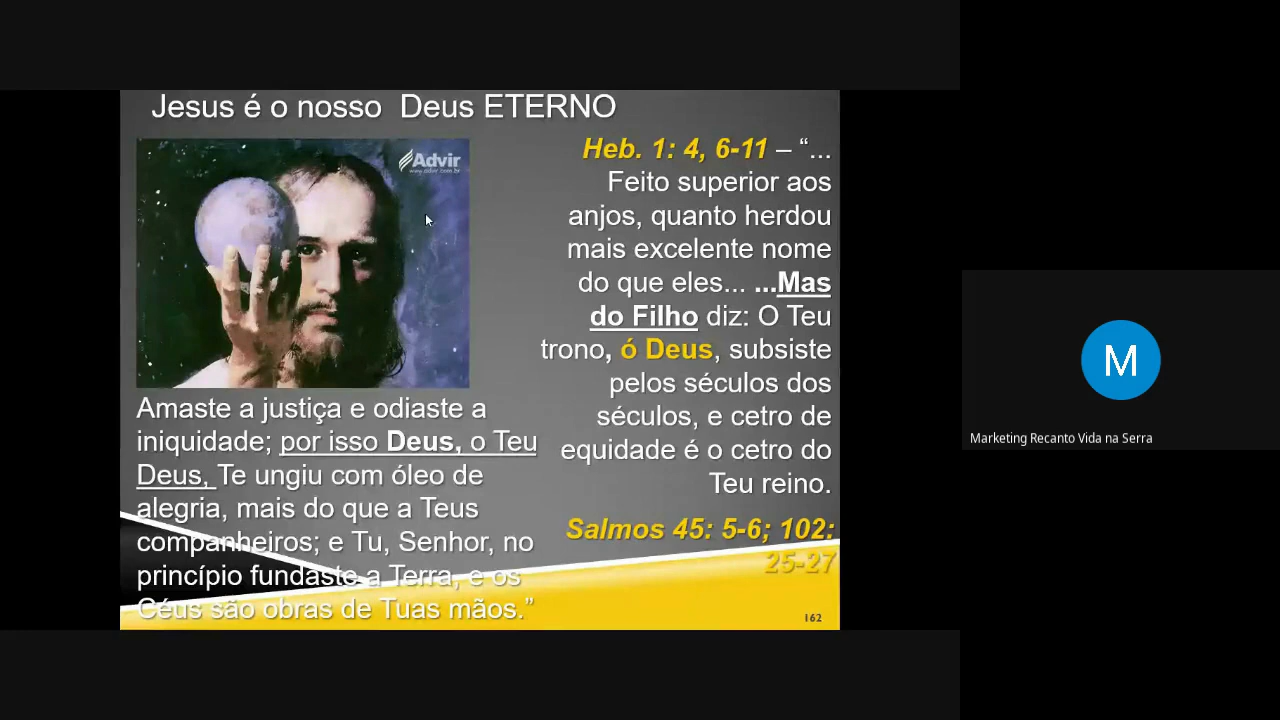 Jesus é o nosso  Deus ETERNO
Advir
www.advir.com.br
Heb. 1: 4, 6-11 – “...
Feito superior aos
anjos, quanto herdou
mais excelente nome
do que eles... ...Mas
do Filho diz: O Teu
trono, ó Deus, subsiste
pelos séculos dos
séculos, e cetro de
equidade é o cetro do
Teu reino.
Salmos 45: 5-6; 102:
25-27
Amaste a justiça e odiaste a
iniquidade; por isso Deus, o Teu
Deus, Te ungiu com óleo de
alegria, mais do que a Teus
companheiros; e Tu, Senhor, no
princípio fundaste a Terra, e os
Céus são obras de Tuas mãos.”
162
M
Marketing Recanto Vida na Serra